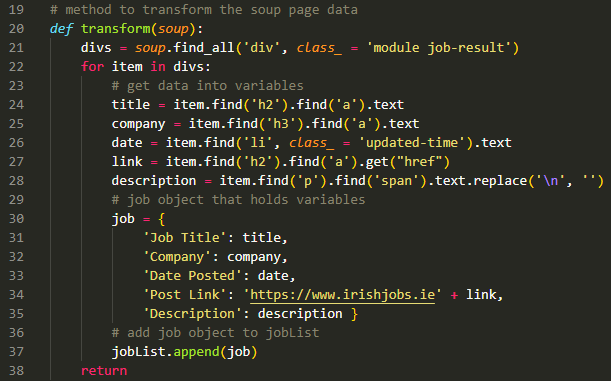 19 # method to transform the soup page data
20 def transform(soup):
21     divs = soup.find_all('div', class_ = 'module job-result')
22     for item in divs:
23         # get data into variables
24         title = item.find('h2').find('a').text
25         company = item.find('h3').find('a').text
26         date = item.find('li', class_ = 'updated-time').text
27         link = item.find('h2').find('a').get("href")
28         description = item.find('p').find('span').text.replace('\n', '')
29         # job object that holds variables
30         job = {
31             'Job Title': title,
32             'Company': company,
33             'Date Posted': date,
34             'Post Link': 'https://www.irishjobs.ie' + link,
35             'Description': description }
36         # add job object to jobList
37         jobList.append(job)
38     return